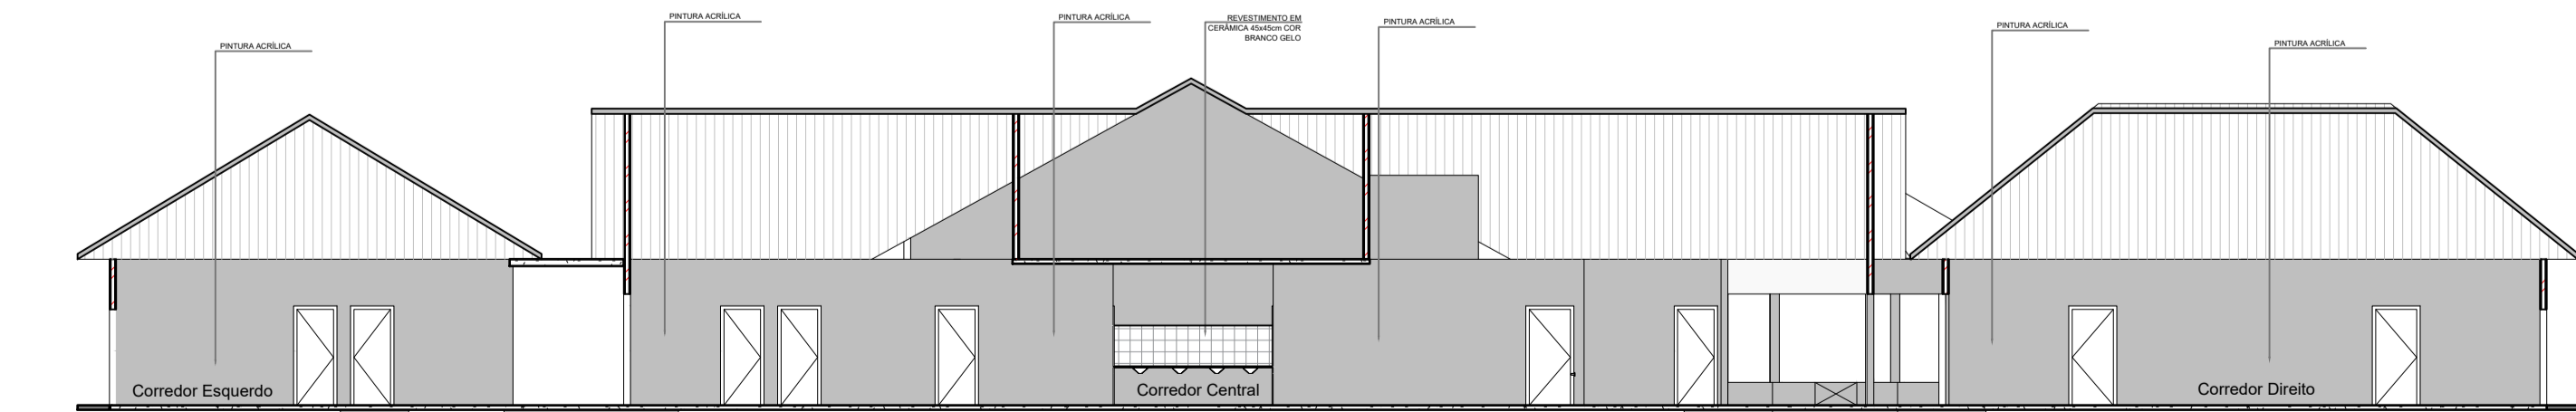 PINTURA ACRÍLICA
PINTURA ACRÍLICA
PINTURA ACRÍLICA
REVESTIMENTO EM
CERÂMICA 45x45cm COR
BRANCO GELO
PINTURA ACRÍLICA
PINTURA ACRÍLICA
PINTURA ACRÍLICA
Corredor Esquerdo
Corredor Central
Corredor Direito